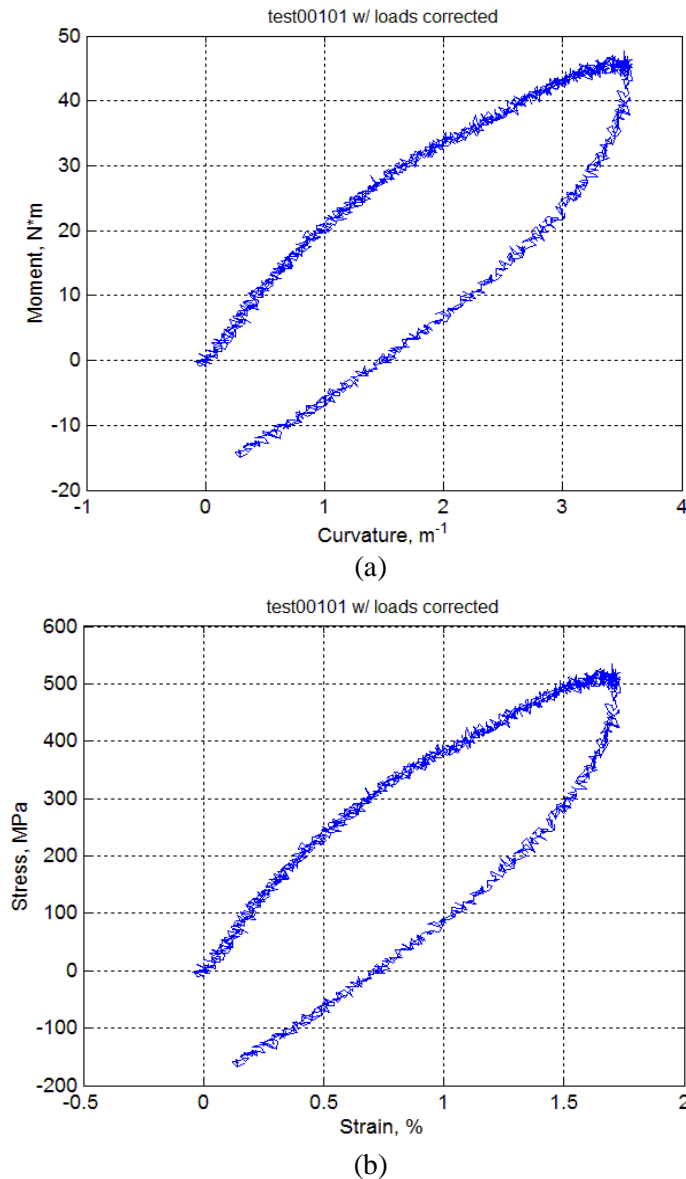 test00101 w/ loads corrected
50
40
30
20
10
0
-10
-20
-1 0 1 2 3 4
Moment, N*m
Curvature, m⁻¹
(a)
test00101 w/ loads corrected
600
500
400
300
200
100
0
-100
-200
-0.5 0 0.5 1 1.5 2
Stress, MPa
Strain, %
(b)